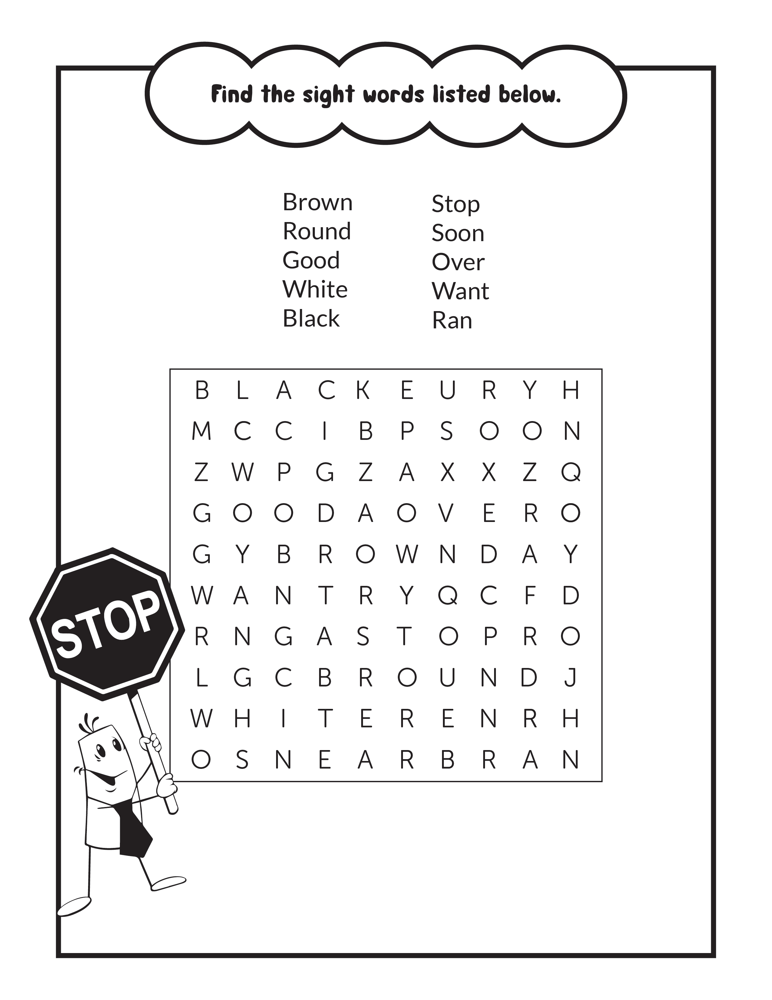 Find the sight words listed below.
Brown
Round
Good
White
Black
Stop
Soon
Over
Want
Ran
B L A C K E U R Y H
M C C I B P S O O N
Z W P G Z A X X Z Q
G O O D A O V E R O
G Y B R O W N D A Y
W A N T R Y Q C F D
R N G A S T O P R O
L G C B R O U N D J
W H I T E R E N R H
O S N E A R B R A N
STOP